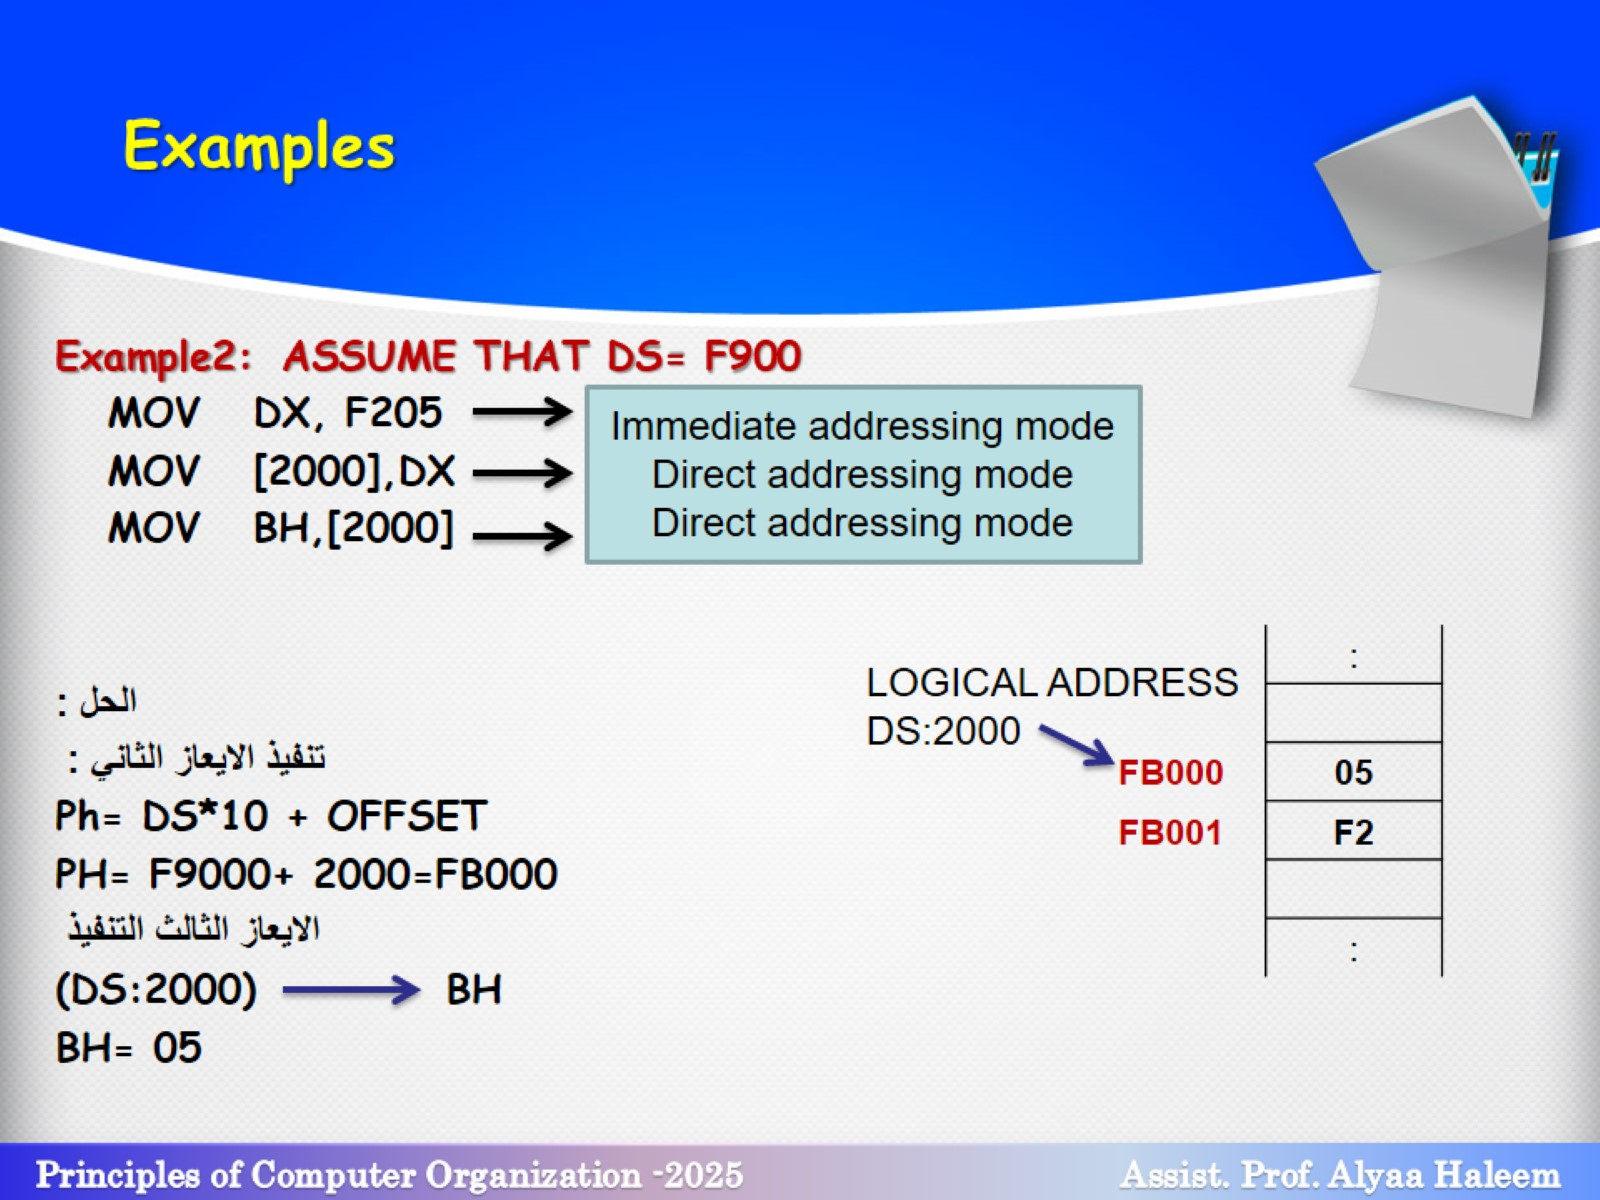 Examples
Example2: ASSUME THAT DS= F900
MOV DX, F205
MOV [2000],DX
MOV BH,[2000]
Immediate addressing mode
Direct addressing mode
Direct addressing mode
الحل :
تنفيذ الايعاز الثاني :
Ph= DS*10 + OFFSET
PH= F9000+ 2000=FB000
الايعاز الثالث التنفيذ
(DS:2000) BH
BH= 05
LOGICAL ADDRESS
DS:2000
:
FB000 05
FB001 F2
:
Principles of Computer Organization -2025
Assist. Prof. Alyaa Haleem